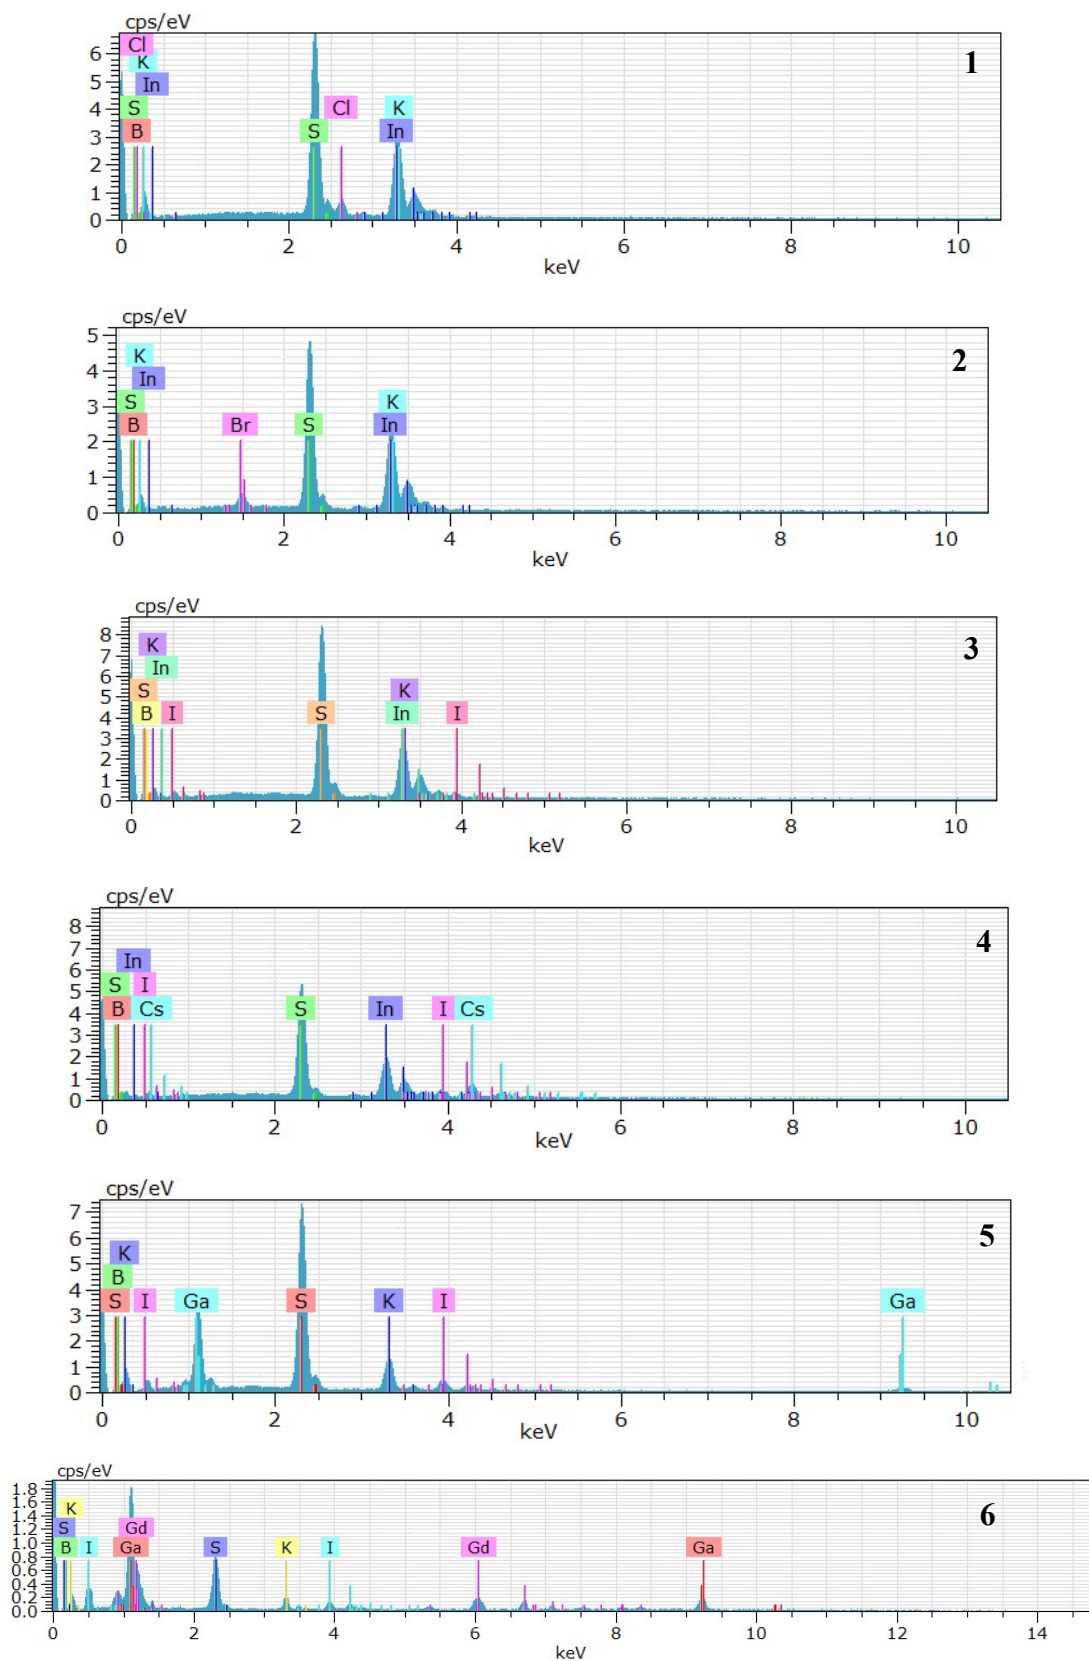 cps/eV
6
5
4
3
2
1
0
Cl
K
In
S
B
S
Cl
K
In
1
0 2 4 6 8 10
keV
cps/eV
5
4
3
2
1
0
K
In
S
B
Br
S
K
In
2
0 2 4 6 8 10
keV
cps/eV
8
7
6
5
4
3
2
1
0
K
In
S
B I
S
K
In
I
3
0 2 4 6 8 10
keV
cps/eV
8
7
6
5
4
3
2
1
0
In
S I
B Cs
S
In
I Cs
4
0 2 4 6 8 10
keV
cps/eV
7
6
5
4
3
2
1
0
K
B
S I
Ga
S
K
I
Ga
5
0 2 4 6 8 10
keV
cps/eV
1.8
1.6
1.4
1.2
1.0
0.8
0.6
0.4
0.2
0.0
K
S
B I
Gd
Ga
S
K
I
Gd
Ga
6
0 2 4 6 8 10 12 14
keV